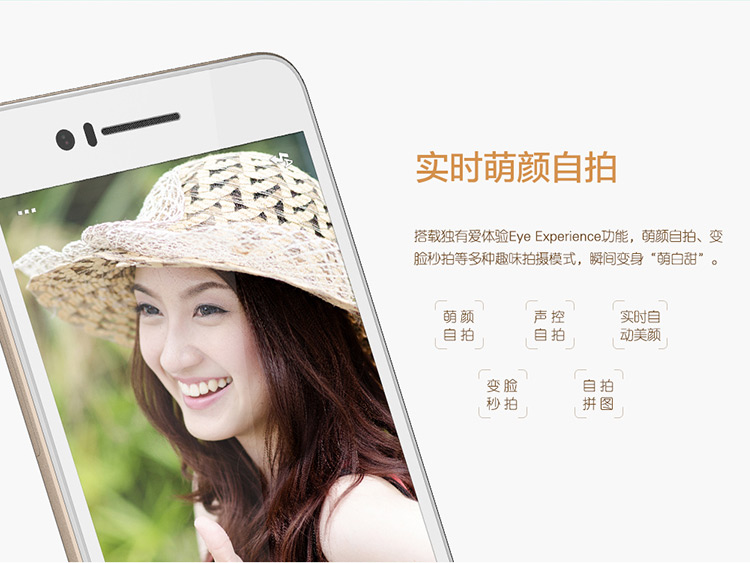 实时萌颜自拍
搭载独有爱体验Eye Experience功能，萌颜自拍、变
脸秒拍等多种趣味拍摄模式，瞬间变身“萌白甜”。
萌颜
自拍
声控
自拍
实时自
动美颜
变脸
秒拍
自拍
拼图